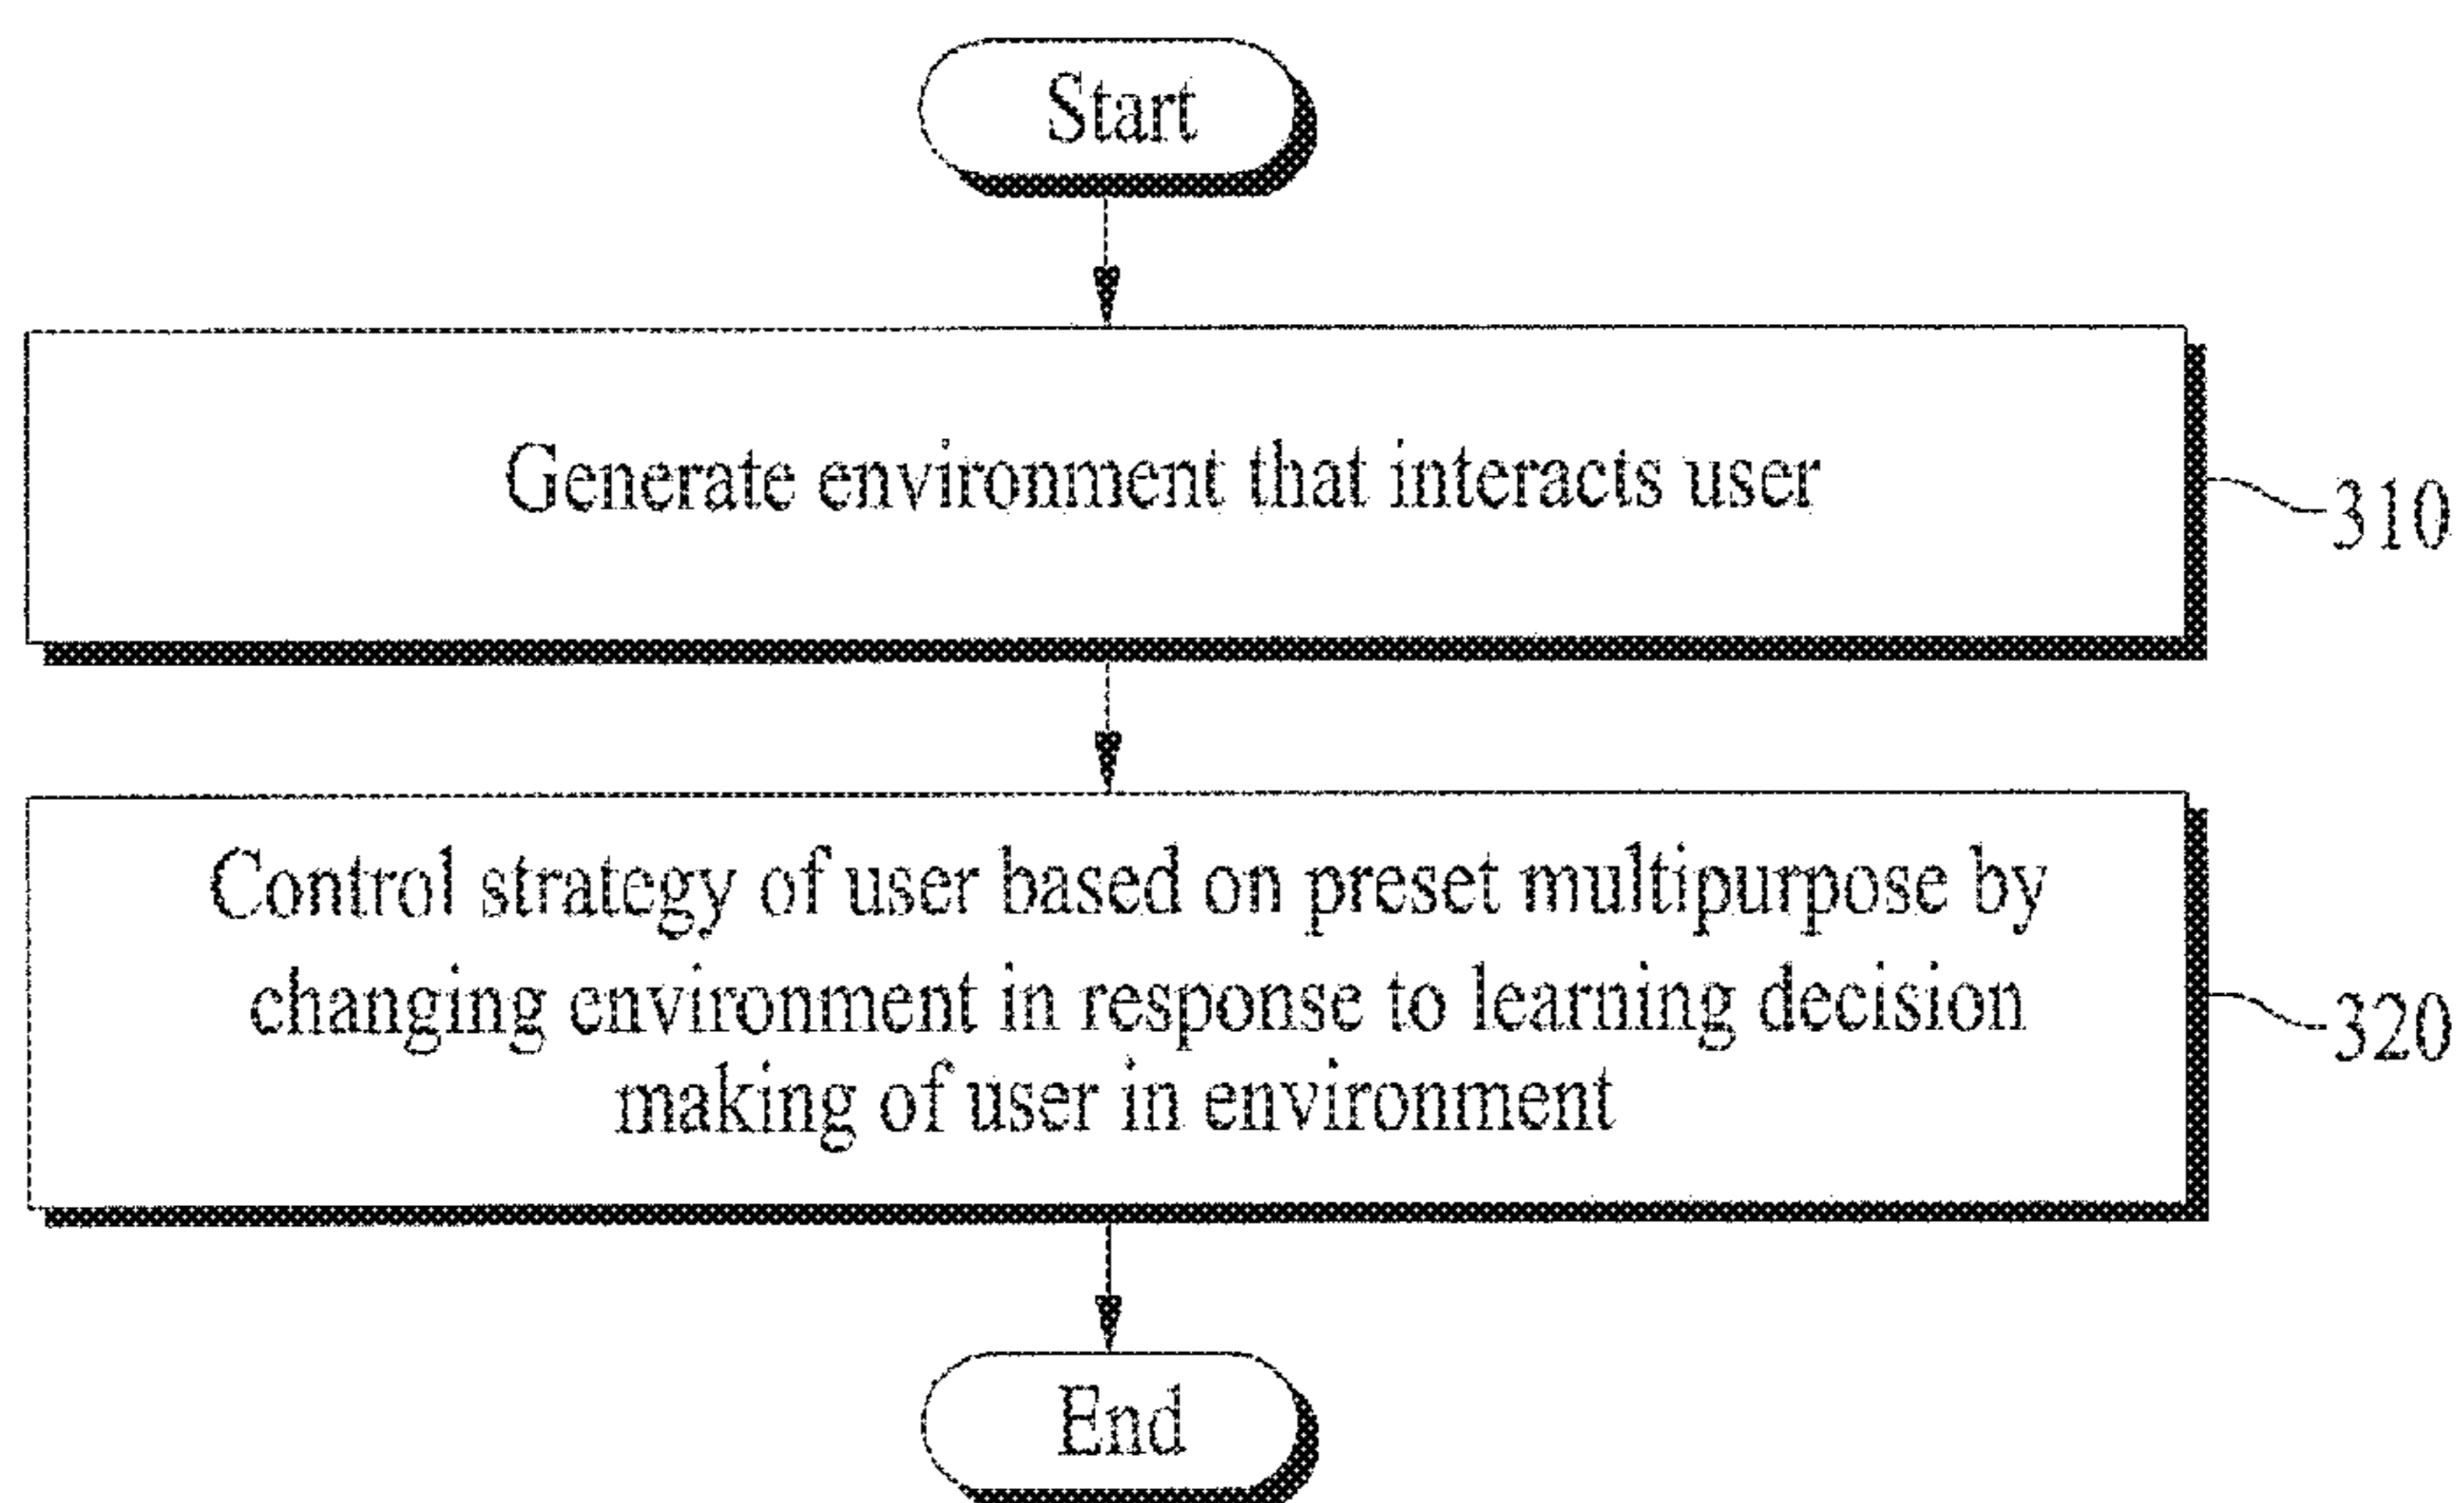 Start
Generate environment that interacts user
310
Control strategy of user based on preset multipurpose by
changing environment in response to learning decision
making of user in environment
320
End